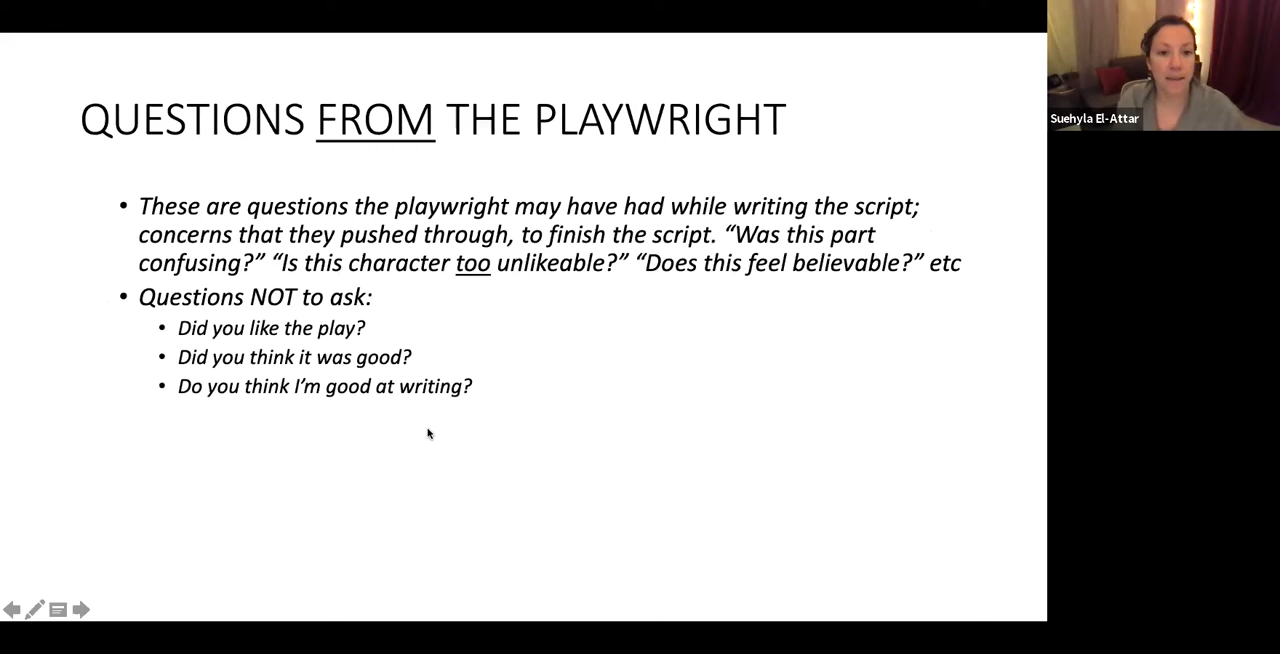 QUESTIONS FROM THE PLAYWRIGHT
• These are questions the playwright may have had while writing the script;
concerns that they pushed through, to finish the script. “Was this part
confusing?” “Is this character too unlikeable?” “Does this feel believable?” etc
• Questions NOT to ask:
• Did you like the play?
• Did you think it was good?
• Do you think I’m good at writing?
Suehyla El-Attar